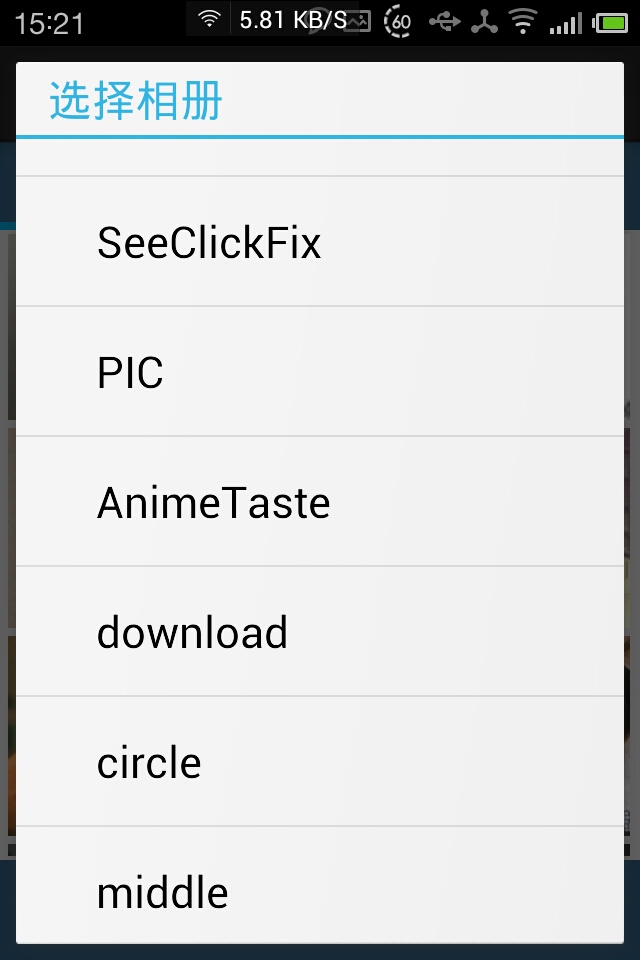 15:21 5.81 KB/S 60
选择相册
SeeClickFix
PIC
AnimeTaste
download
circle
middle